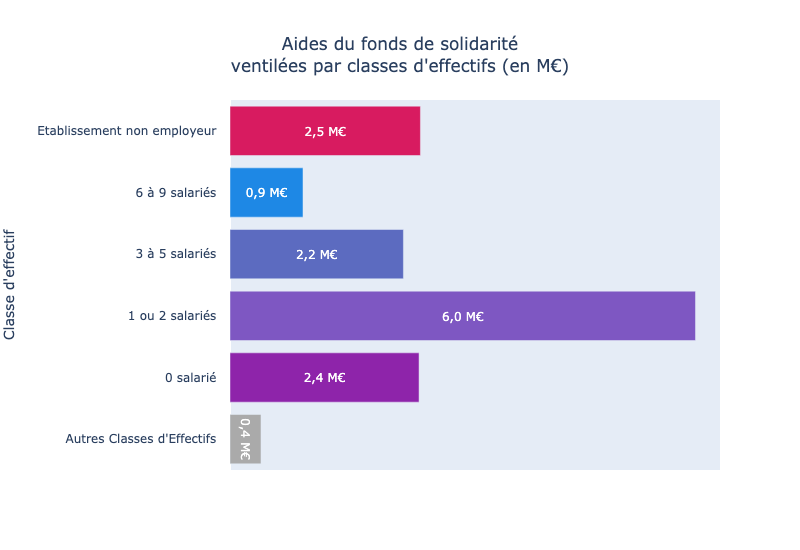 Aides du fonds de solidarité
ventilées par classes d'effectifs (en M€)
Classe d'effectif
Etablissement non employeur
2,5 M€
6 à 9 salariés
0,9 M€
3 à 5 salariés
2,2 M€
1 ou 2 salariés
6,0 M€
0 salarié
2,4 M€
Autres Classes d'Effectifs
0,4 M€